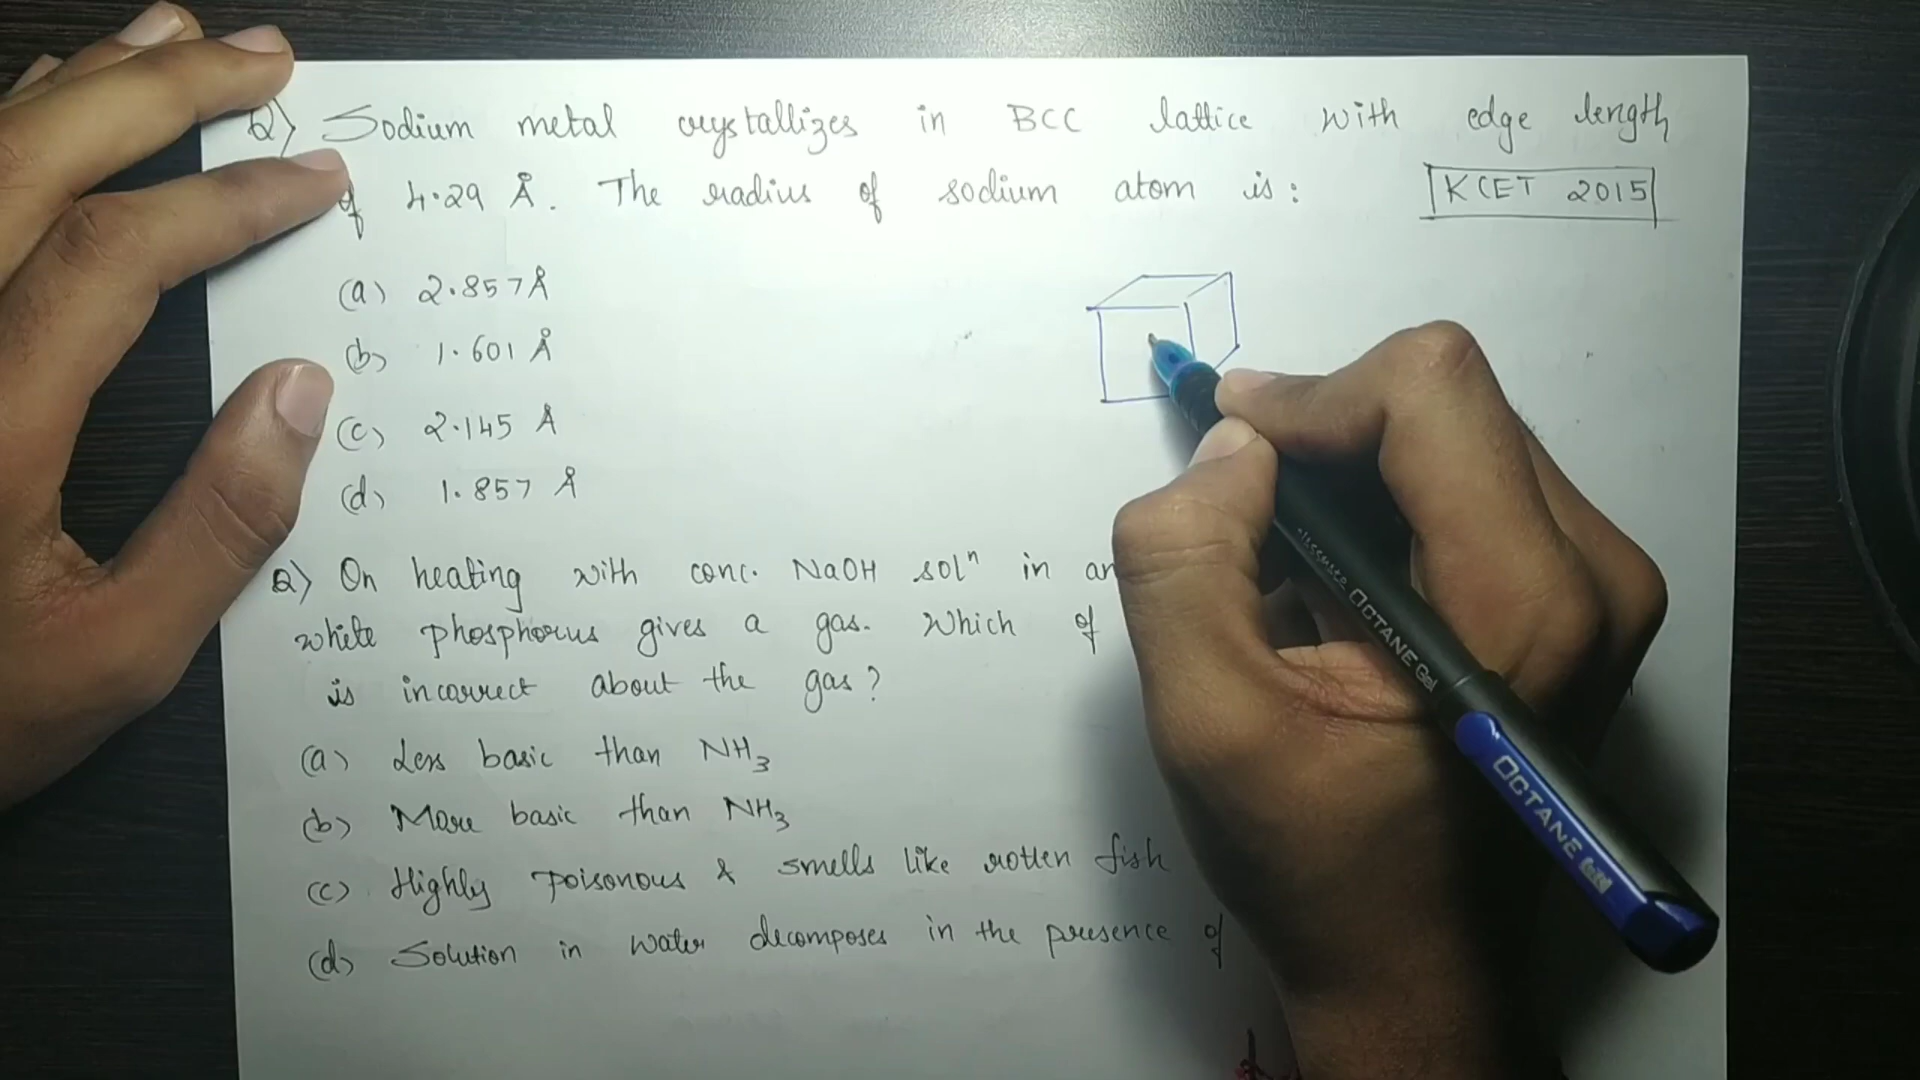 Q) Sodium metal crystallizes in BCC lattice with edge length
of 4.29 Å. The radius of sodium atom is:
KCET 2015
(a) 2.857 Å
(b) 1.601 Å
(c) 2.145 Å
(d) 1.857 Å
Q) On heating with conc. NaOH solⁿ in an
white phosphorus gives a gas. Which of
is incorrect about the gas?
(a) Less basic than NH₃
(b) More basic than NH₃
(c) Highly poisonous & smells like rotten fish
(d) Solution in water decomposes in the presence of
OCTANE Gel
OCTANE Gel